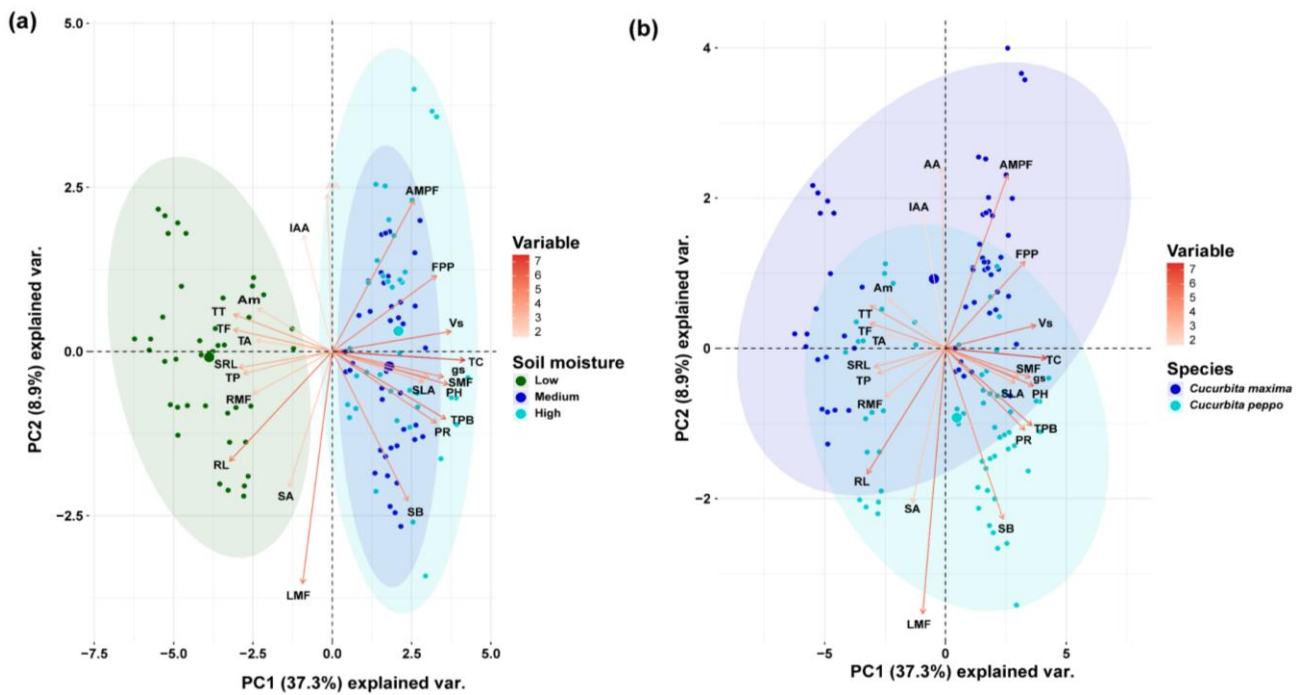 (a)
5.0
2.5
0.0
−2.5
−7.5
−5.0
−2.5
0.0
2.5
5.0
PC2 (8.9%) explained var.
PC1 (37.3%) explained var.
IAA
AMPF
FPP
Am
TT
TF
TA
Vs
TC
SRL
TP
gs
SMF
SLA
PH
RMF
TPB
PR
RL
SA
SB
LMF
Variable
7
6
5
4
3
2
Soil moisture
Low
Medium
High
(b)
4
2
0
−2
−5
0
5
PC2 (8.9%) explained var.
PC1 (37.3%) explained var.
AA
AMPF
IAA
FPP
Am
TT
TF
TA
Vs
TC
SRL
TP
SMF
gs
SLA
PH
RMF
TPB
PR
RL
SA
SB
LMF
Variable
7
6
5
4
3
2
Species
Cucurbita maxima
Cucurbita peppo